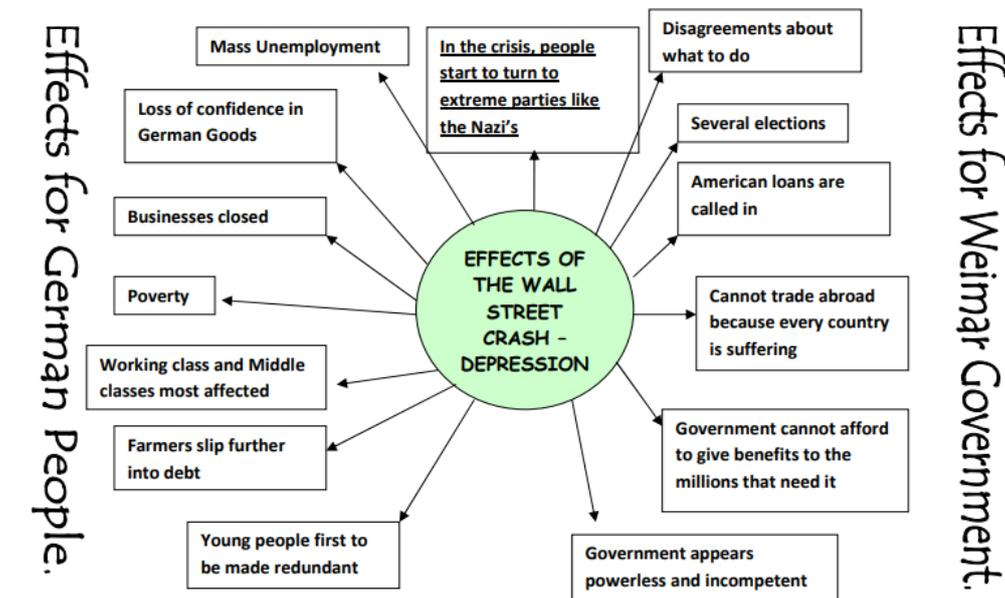 Effects for German People.
Mass Unemployment
Loss of confidence in
German Goods
Businesses closed
Poverty
Working class and Middle
classes most affected
Farmers slip further
into debt
Young people first to
be made redundant
In the crisis, people
start to turn to
extreme parties like
the Nazi's
EFFECTS OF
THE WALL
STREET
CRASH –
DEPRESSION
Disagreements about
what to do
Several elections
American loans are
called in
Cannot trade abroad
because every country
is suffering
Government cannot afford
to give benefits to the
millions that need it
Government appears
powerless and incompetent
Effects for Weimar Government.